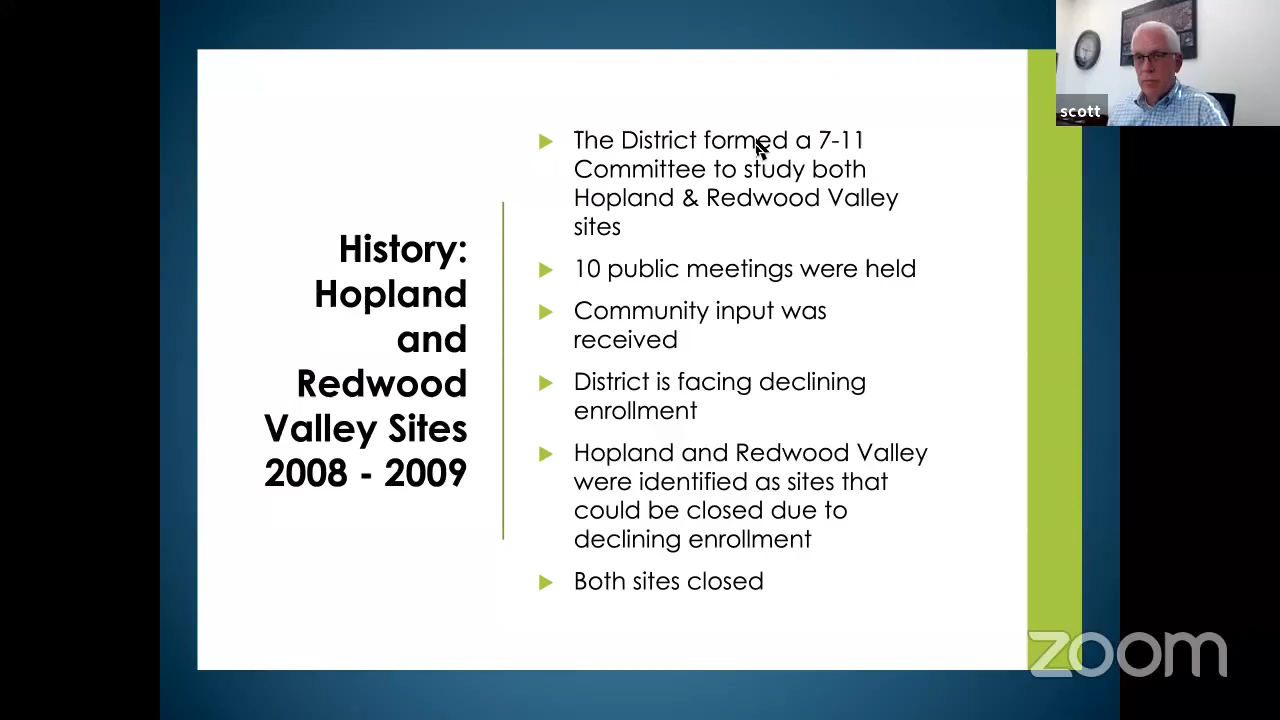 scott
History:
Hopland
and
Redwood
Valley Sites
2008 - 2009
The District formed a 7-11
Committee to study both
Hopland & Redwood Valley
sites
10 public meetings were held
Community input was
received
District is facing declining
enrollment
Hopland and Redwood Valley
were identified as sites that
could be closed due to
declining enrollment
Both sites closed
zoom